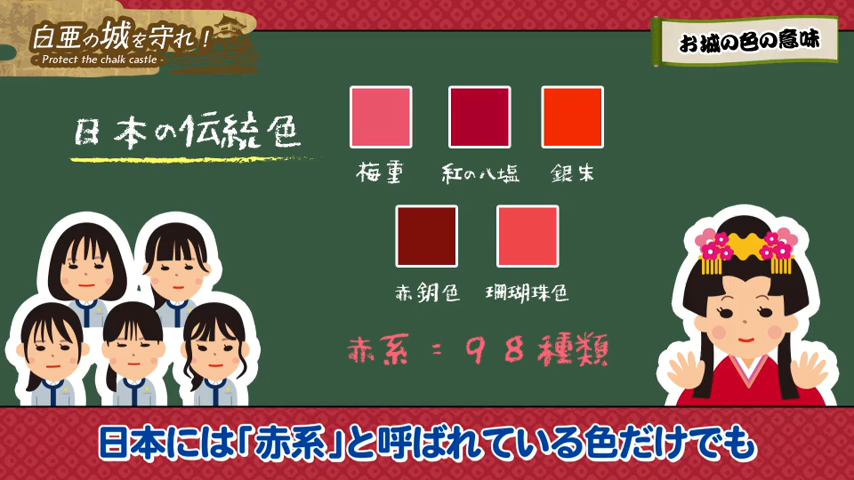 白亜の城を守れ！
- Protect the chalk castle -
お城の色の意味
日本の伝統色
梅重
紅の八塩
銀朱
赤銅色
珊瑚珠色
赤系 = 98種類
日本には「赤系」と呼ばれている色だけでも